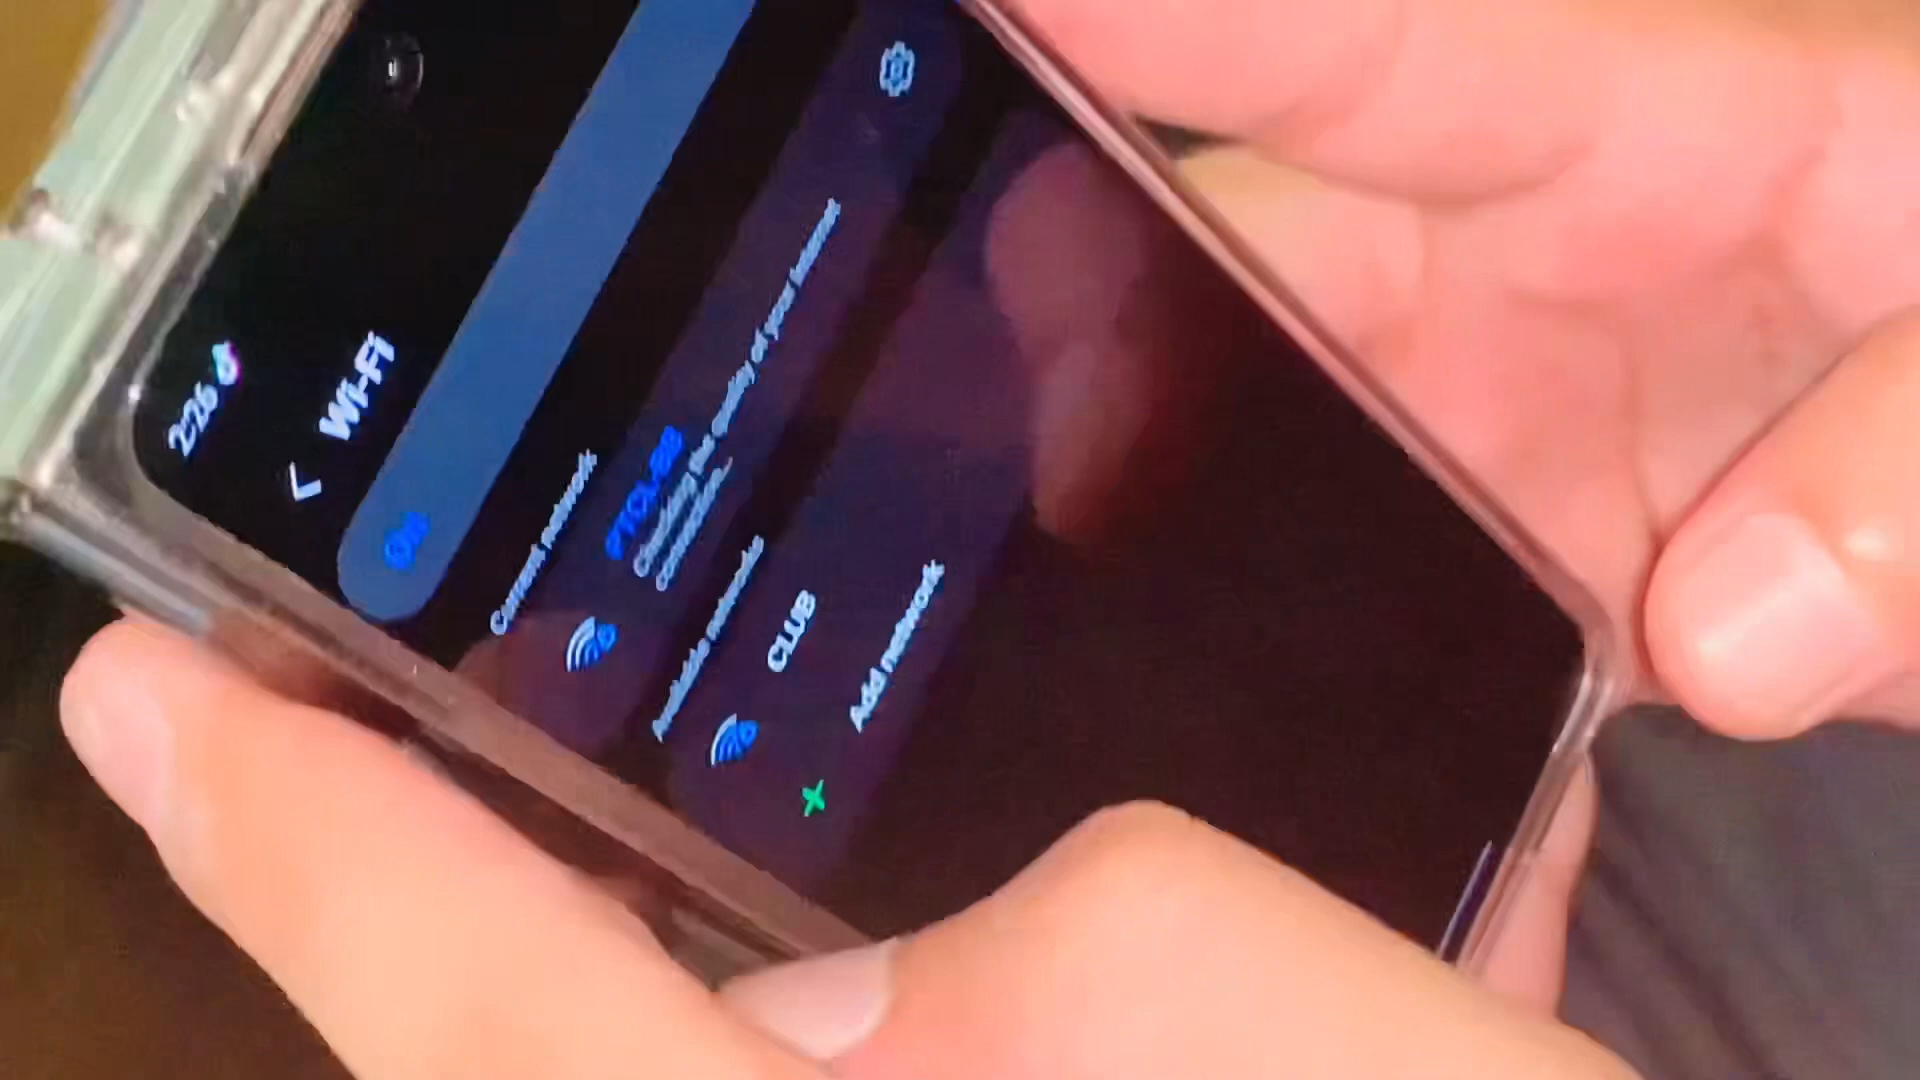 2:26
Wi-Fi
On
Current network
Checking the quality of your internet
connection...
Available networks
CLUB
Add network